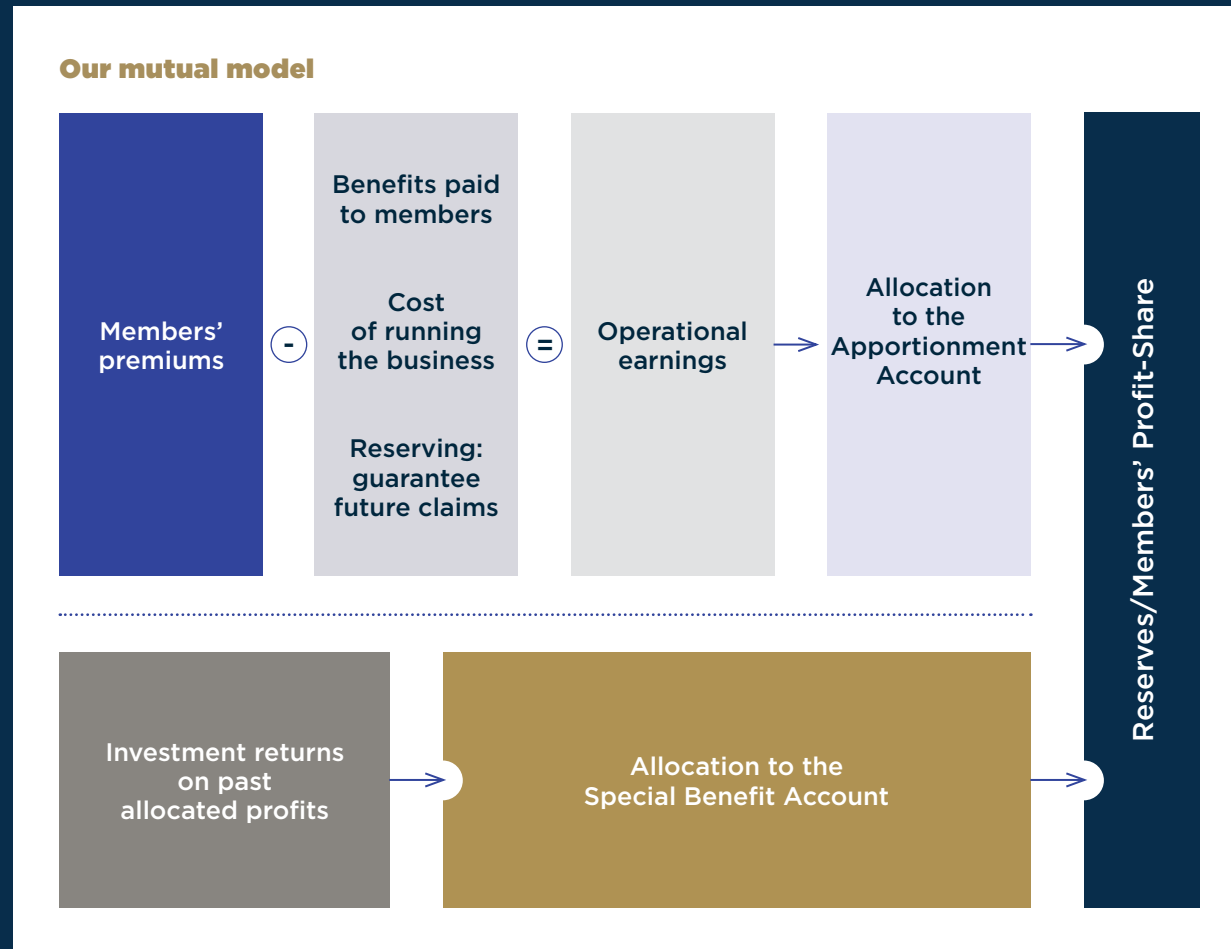 Our mutual model
Members’
premiums
-
Benefits paid
to members
Cost
of running
the business
Reserving:
guarantee
future claims
=
Operational
earnings
Allocation
to the
Apportionment
Account
Reserves/Members’ Profit-Share
Investment returns
on past
allocated profits
Allocation to the
Special Benefit Account